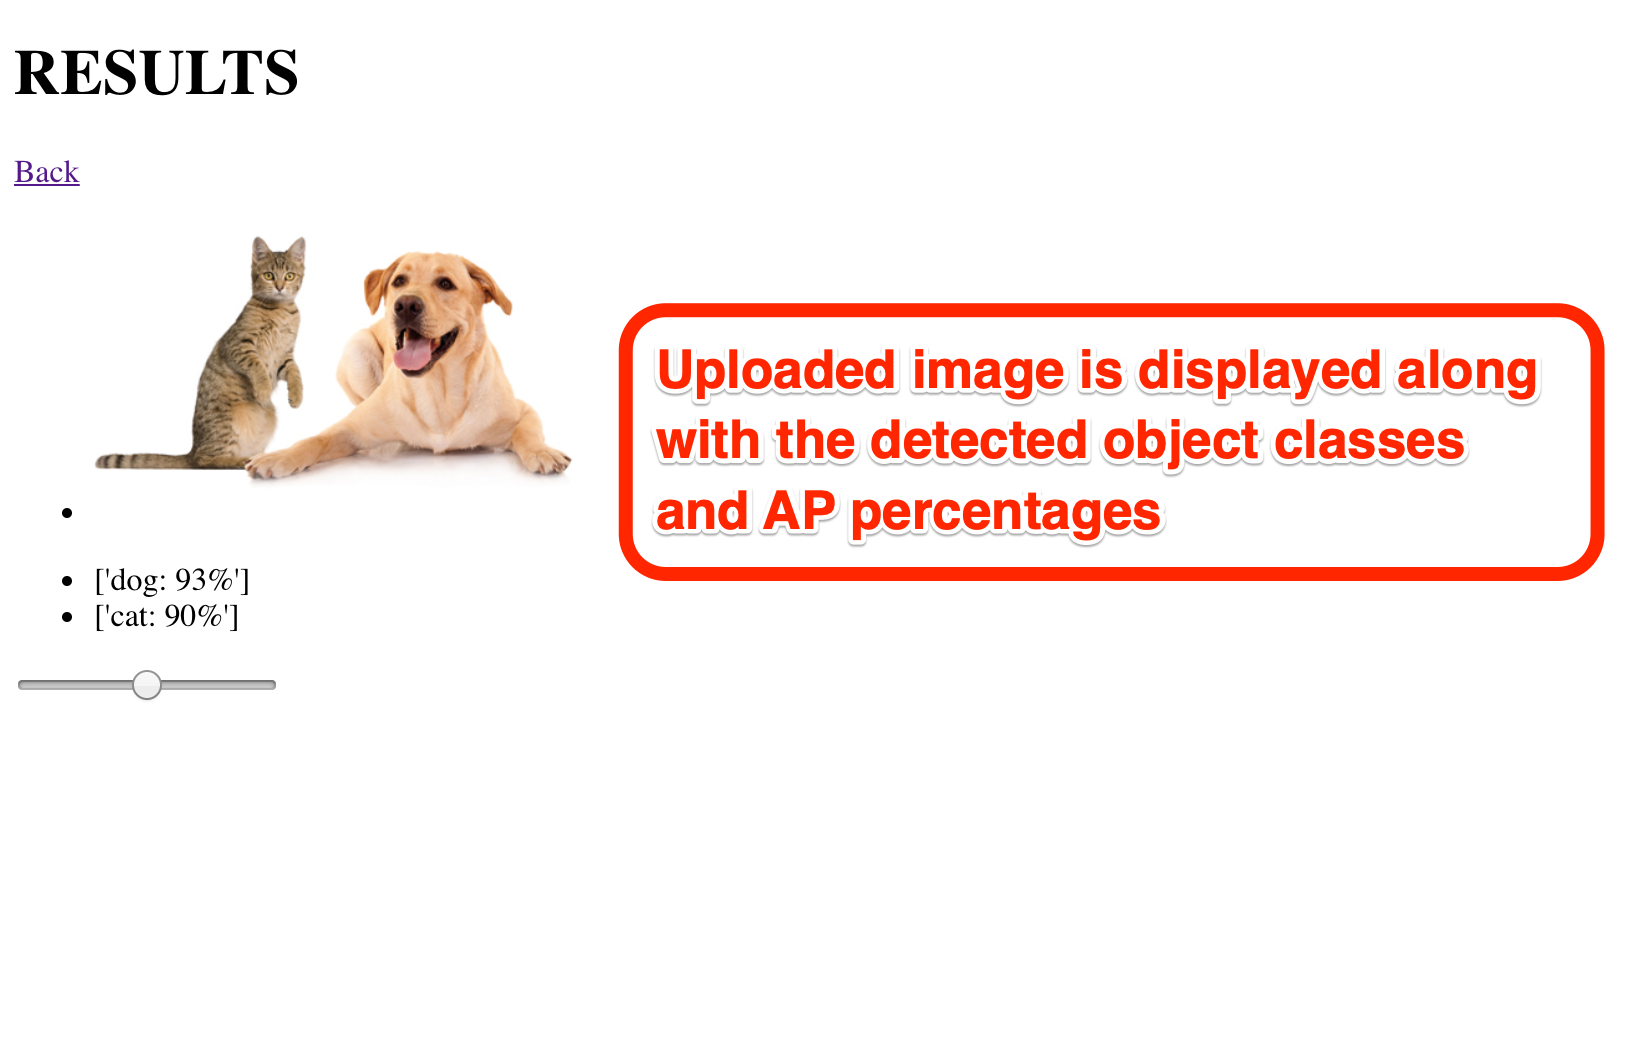 RESULTS
Back
Uploaded image is displayed along
with the detected object classes
and AP percentages
['dog: 93%']
['cat: 90%']